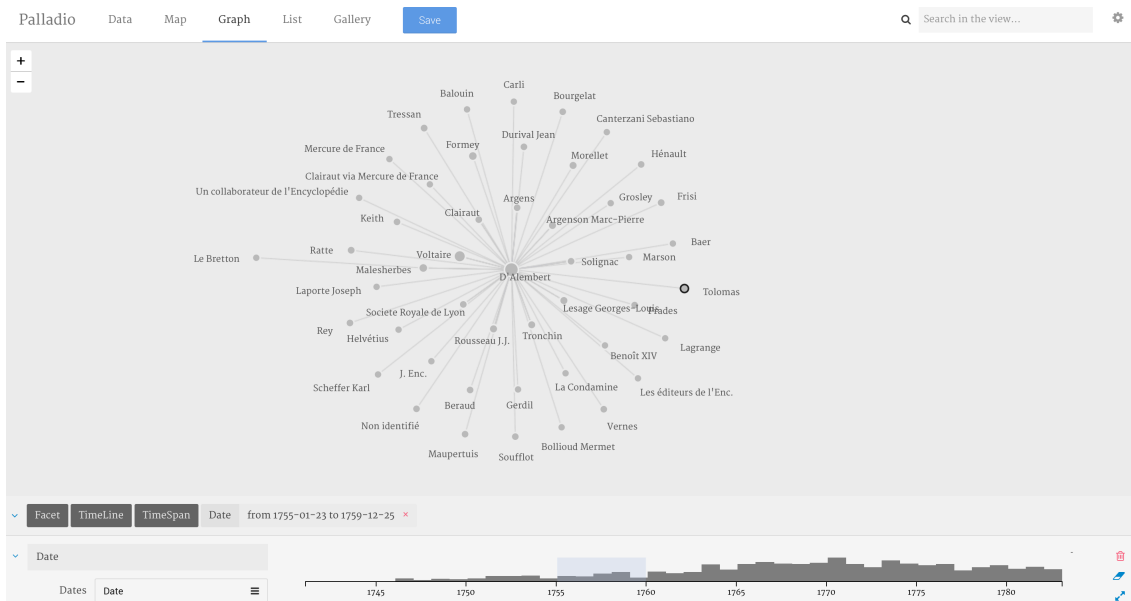 Palladio Data Map Graph List Gallery Save Search in the view...
+
−
Carli
Balouin
Bourgelat
Tressan
Canterzani Sebastiano
Durival Jean
Formey
Mercure de France
Morellet
Hénault
Clairaut via Mercure de France
Un collaborateur de l'Encyclopédie
Argens
Grosley
Frisi
Clairaut
Keith
Argenson Marc-Pierre
Baer
Ratte
Voltaire
Marson
Le Bretton
Solignac
Malesherbes
D'Alembert
Laporte Joseph
Tolomas
Societe Royale de Lyon
Lesage Georges-Louis
Prades
Rey
Helvétius
Rousseau J.J.
Tronchin
Lagrange
Benoît XIV
J. Enc.
Scheffer Karl
La Condamine
Les éditeurs de l'Enc.
Beraud
Gerdil
Non identifié
Vernes
Bollioud Mermet
Maupertuis
Soufflot
Facet TimeLine TimeSpan Date from 1755-01-23 to 1759-12-25 ×
Date
Dates Date
1745 1750 1755 1760 1765 1770 1775 1780